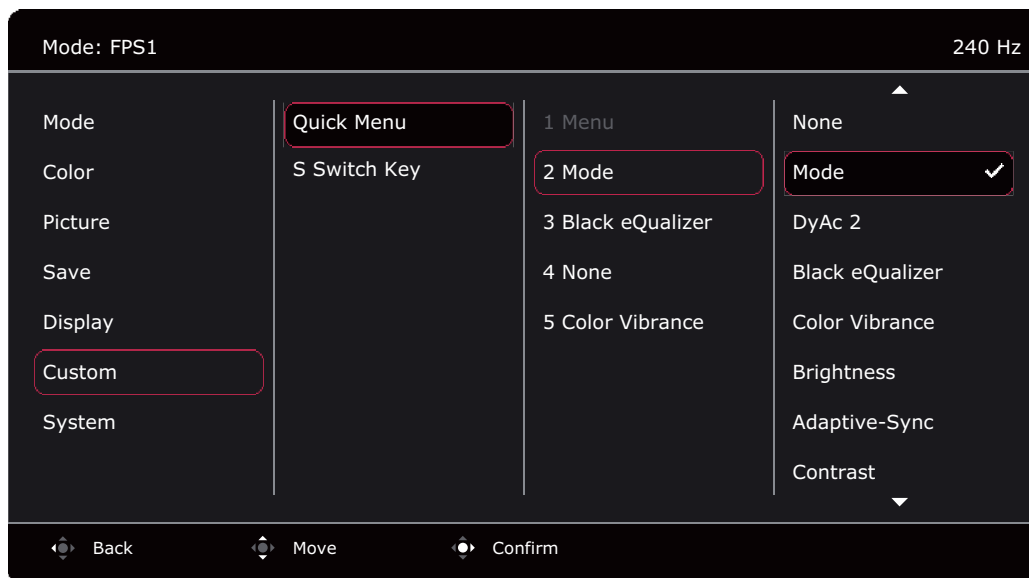 Mode: FPS1
240 Hz
Mode
Color
Picture
Save
Display
Custom
System
Quick Menu
S Switch Key
1 Menu
2 Mode
3 Black eQualizer
4 None
5 Color Vibrance
None
Mode
DyAc 2
Black eQualizer
Color Vibrance
Brightness
Adaptive-Sync
Contrast
Back
Move
Confirm